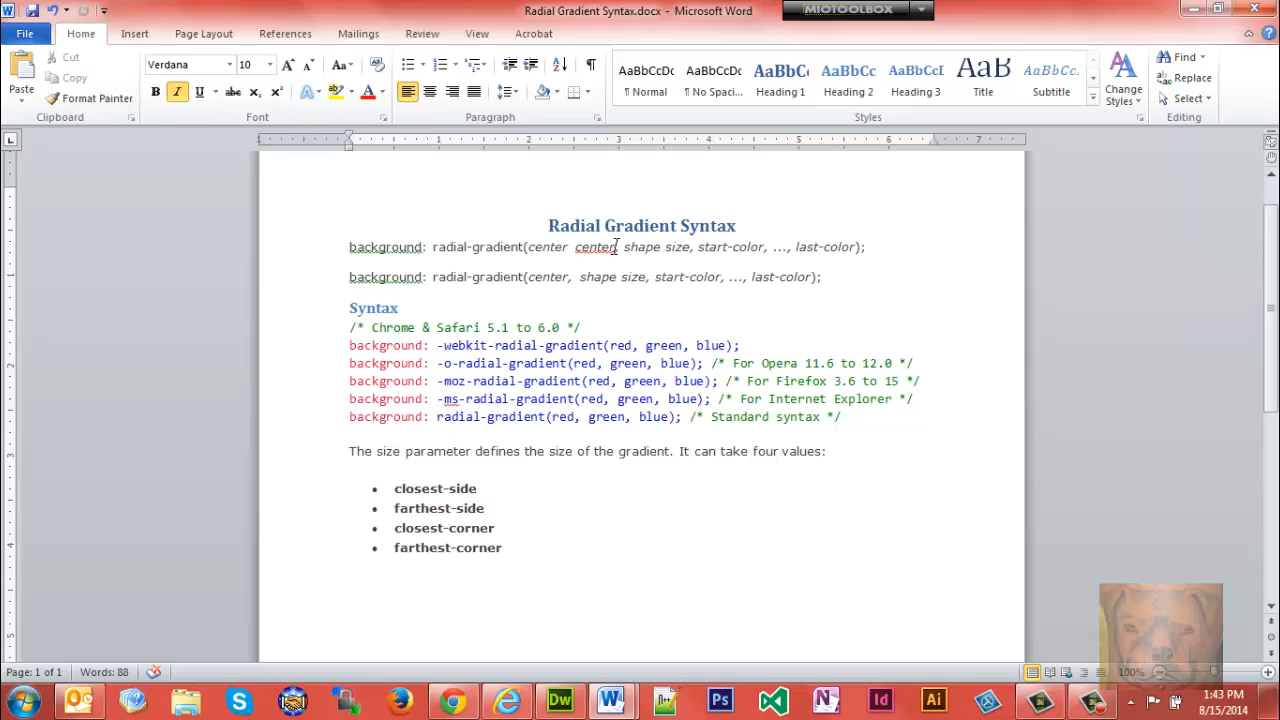 Radial Gradient Syntax.docx - Microsoft Word
MIOTOOLBOX
File Home Insert Page Layout References Mailings Review View Acrobat
Paste
Cut
Copy
Format Painter
Clipboard
Verdana 10
Font
Paragraph
AaBbCcDc AaBbCcDc AaBbCc AaBbCc AaBbCcI AaB AaBbCc.
¶ Normal ¶ No Spaci... Heading 1 Heading 2 Heading 3 Title Subtitle
Change Styles
Styles
Find
Replace
Select
Editing
Radial Gradient Syntax
background: radial-gradient(center center, shape size, start-color, ..., last-color);
background: radial-gradient(center, shape size, start-color, ..., last-color);
Syntax
/* Chrome & Safari 5.1 to 6.0 */
background: -webkit-radial-gradient(red, green, blue);
background: -o-radial-gradient(red, green, blue); /* For Opera 11.6 to 12.0 */
background: -moz-radial-gradient(red, green, blue); /* For Firefox 3.6 to 15 */
background: -ms-radial-gradient(red, green, blue); /* For Internet Explorer */
background: radial-gradient(red, green, blue); /* Standard syntax */
The size parameter defines the size of the gradient. It can take four values:
• closest-side
• farthest-side
• closest-corner
• farthest-corner
Page: 1 of 1 Words: 88 100%
1:43 PM
8/15/2014